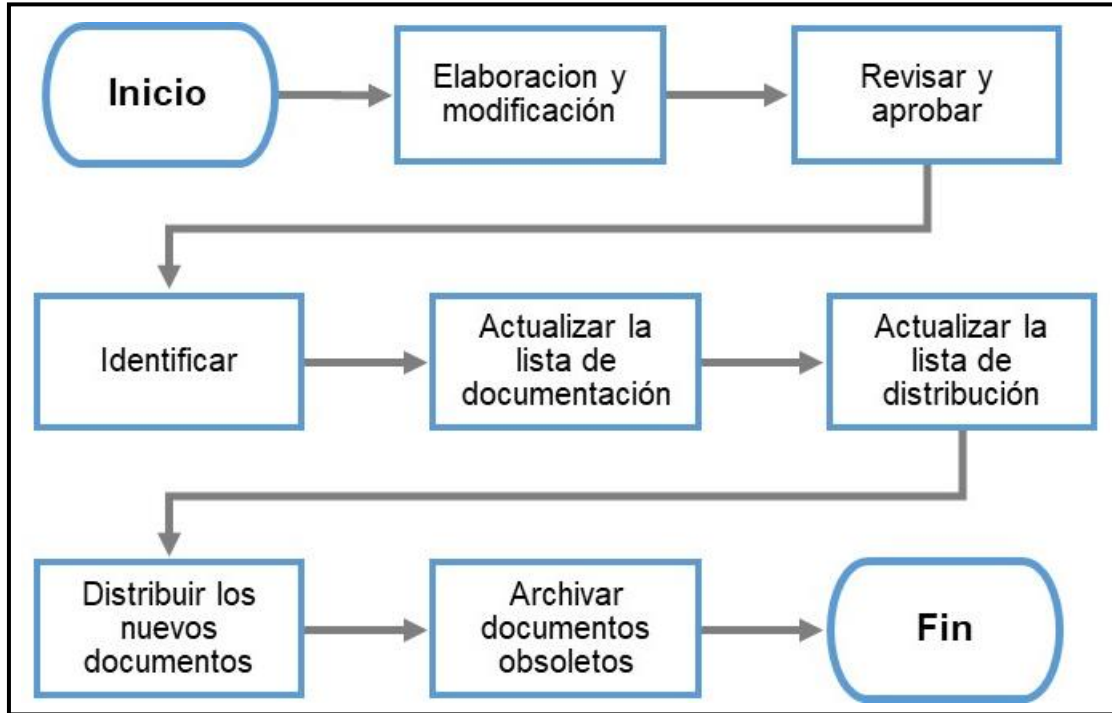 Inicio
Elaboracion y
modificación
Revisar y
aprobar
Identificar
Actualizar la
lista de
documentación
Actualizar la
lista de
distribución
Distribuir los
nuevos
documentos
Archivar
documentos
obsoletos
Fin